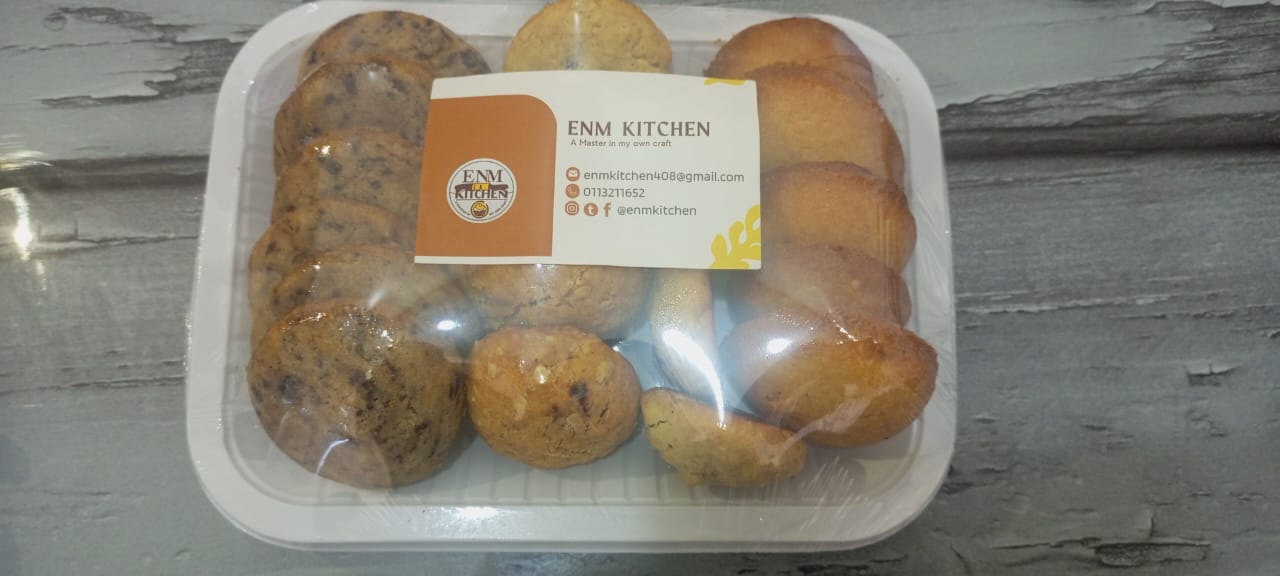 ENM KITCHEN
A Master in my own craft
enmkitchen408@gmail.com
0113211652
@enmkitchen
ENM
KITCHEN